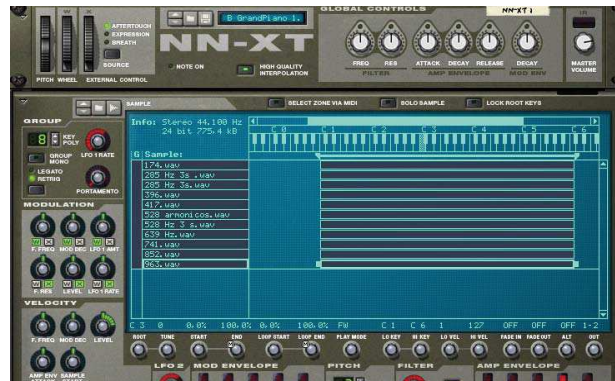 GLOBAL CONTROLS
NN-XT 1
AFTERTOUCH
EXPRESSION
BREATH
SOURCE
B GrandPiano 1.
NN-XT
NOTE ON
HIGH QUALITY
INTERPOLATION
FREQ RES ATTACK DECAY RELEASE DECAY
FILTER AMP ENVELOPE MOD ENV
MASTER
VOLUME
PITCH WHEEL EXTERNAL CONTROL
SAMPLE SELECT ZONE VIA MIDI SOLO SAMPLE LOCK ROOT KEYS
GROUP
8 KEY
POLY
LFO 1 RATE
GROUP
MONO
LEGATO
RETRIG
PORTAMENTO
Info: Stereo 44.100 Hz
24 bit 775.4 kB
C 0 C 1 C 2 C 3 C 4 C 5 C 6
G Sample:
174.wav
285 Hz 3s .wav
285 Hz 3s.wav
396.wav
417.wav
528 armonicos.wav
528 Hz 3 s.wav
639 Hz.wav
741.wav
852.wav
963.wav
MODULATION
W X W X W X
F. FREQ MOD DEC LFO 1 AMT
W X W X W X
F. RES LEVEL LFO 1 RATE
VELOCITY
F. FREQ MOD DEC LEVEL
AMP ENV SAMPLE
ATTACK START
C 3 0 0.0% 100.0% 0.0% 100.0% FW C 1 C 6 1 127 OFF OFF OFF 1-2
ROOT TUNE START END LOOP START LOOP END PLAY MODE LO KEY HI KEY LO VEL HI VEL FADE IN FADE OUT ALT OUT
LFO 2 MOD ENVELOPE PITCH FILTER AMP ENVELOPE